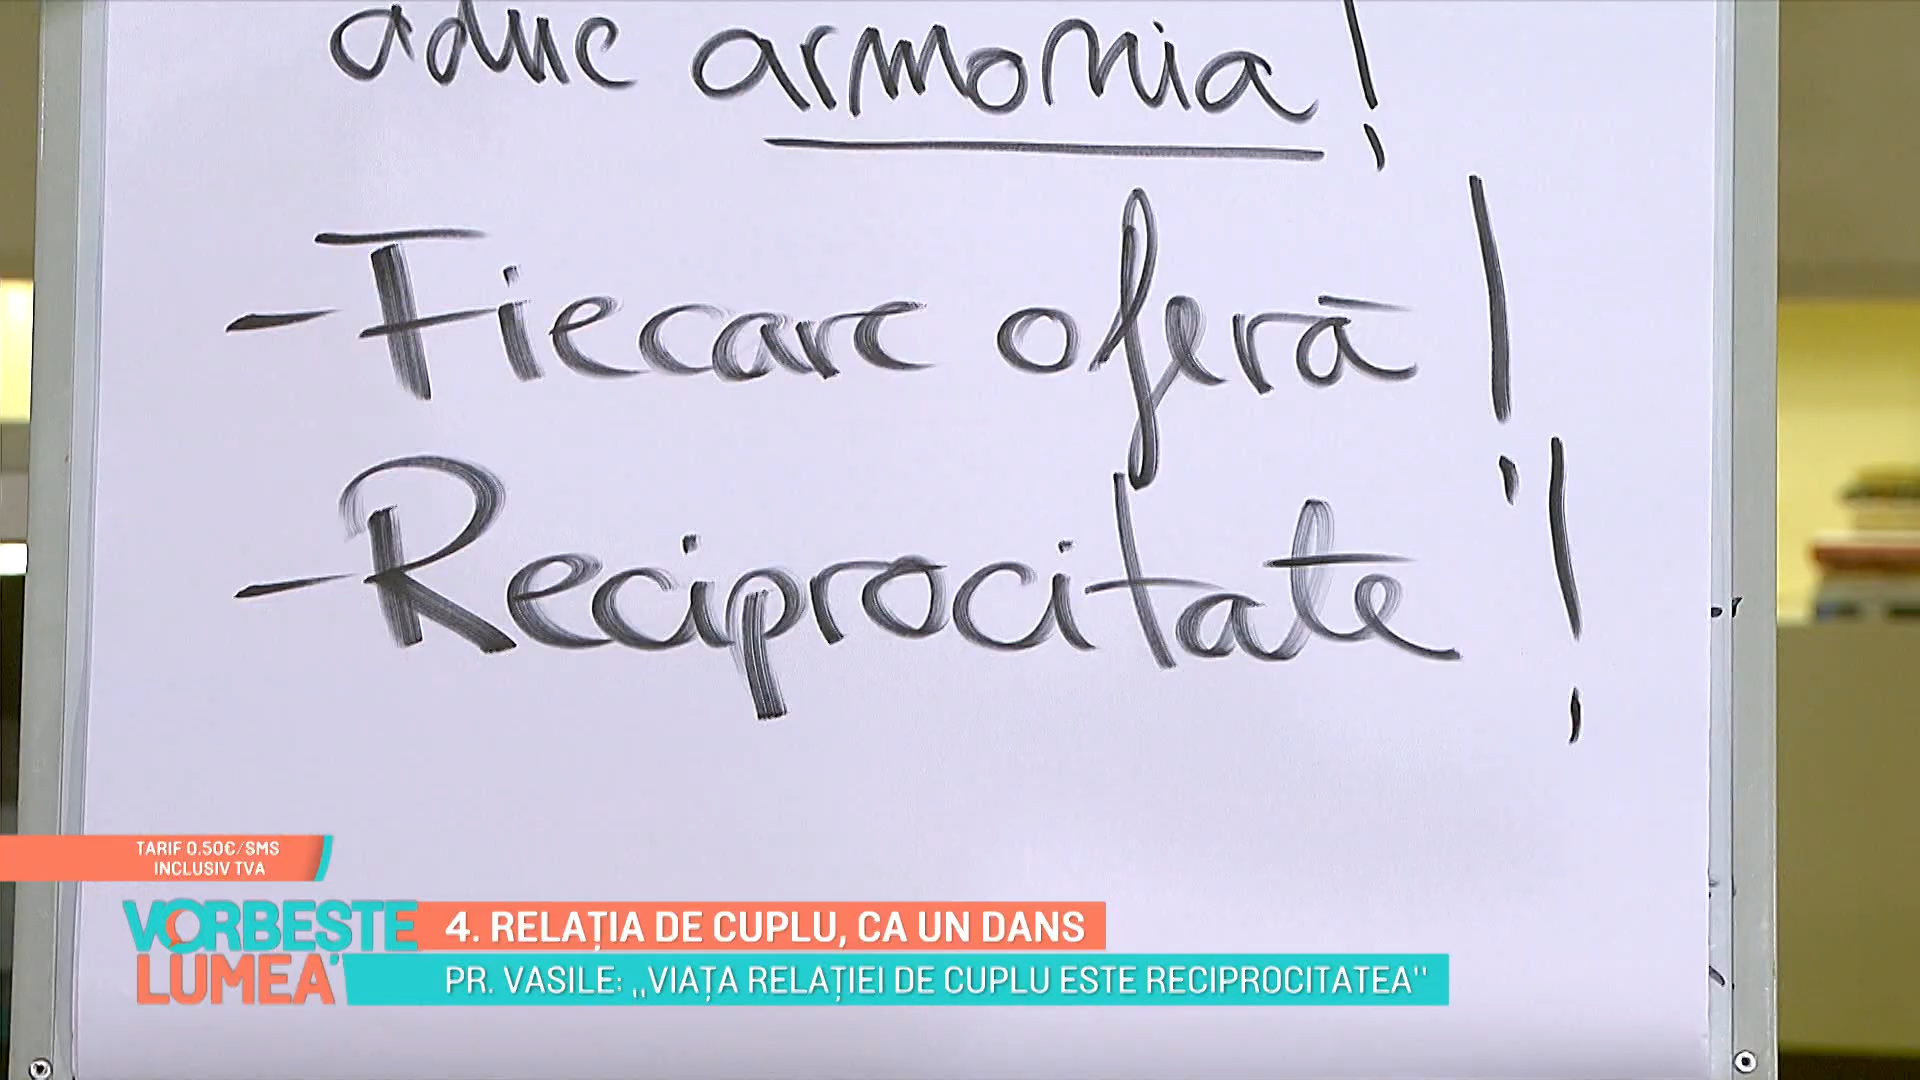 aduc armonia!
- Fiecare oferă!
- Reciprocitate!
TARIF 0.50€/SMS
INCLUSIV TVA
VORBEȘTE
LUMEA
4. RELAȚIA DE CUPLU, CA UN DANS
PR. VASILE: ,,VIAȚA RELAȚIEI DE CUPLU ESTE RECIPROCITATEA''